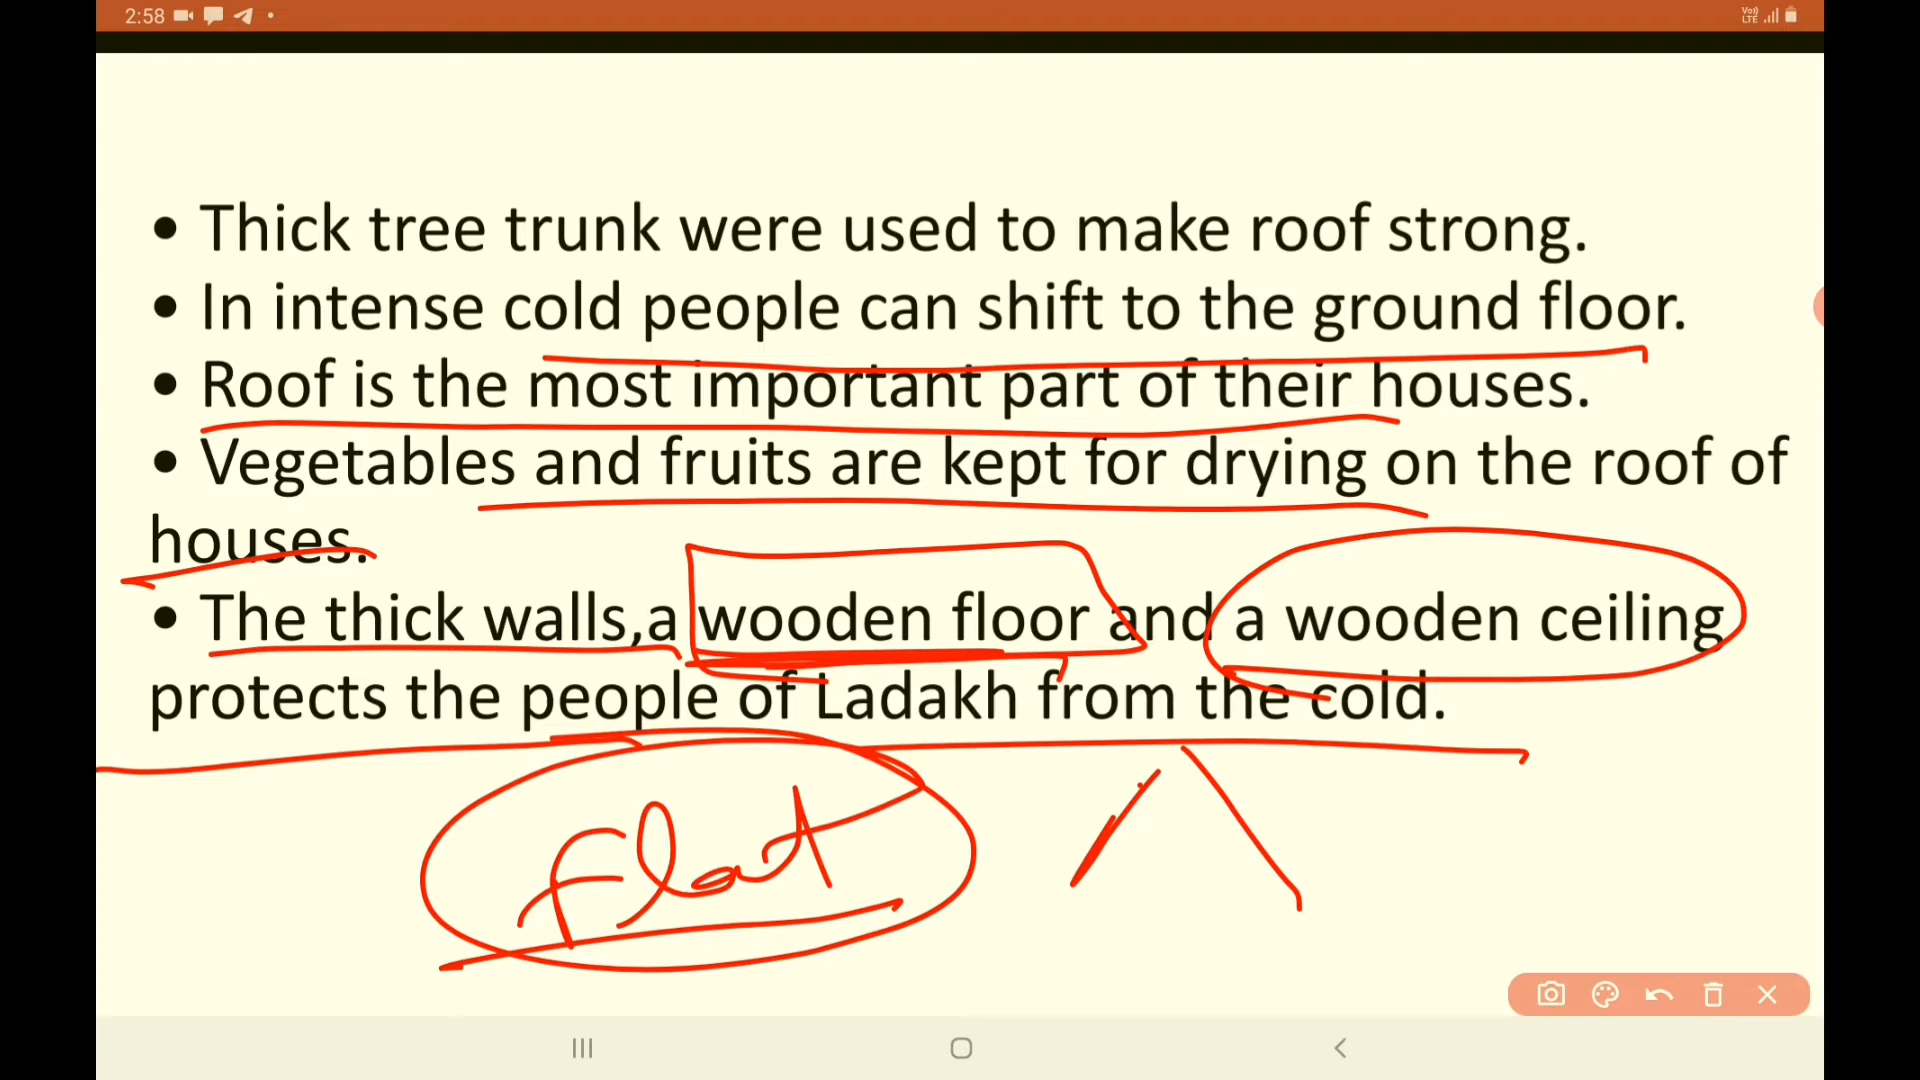 2:58
Vo)) LTE
• Thick tree trunk were used to make roof strong.
• In intense cold people can shift to the ground floor.
• Roof is the most important part of their houses.
• Vegetables and fruits are kept for drying on the roof of
houses.
• The thick walls,a wooden floor and a wooden ceiling
protects the people of Ladakh from the cold.
Flat